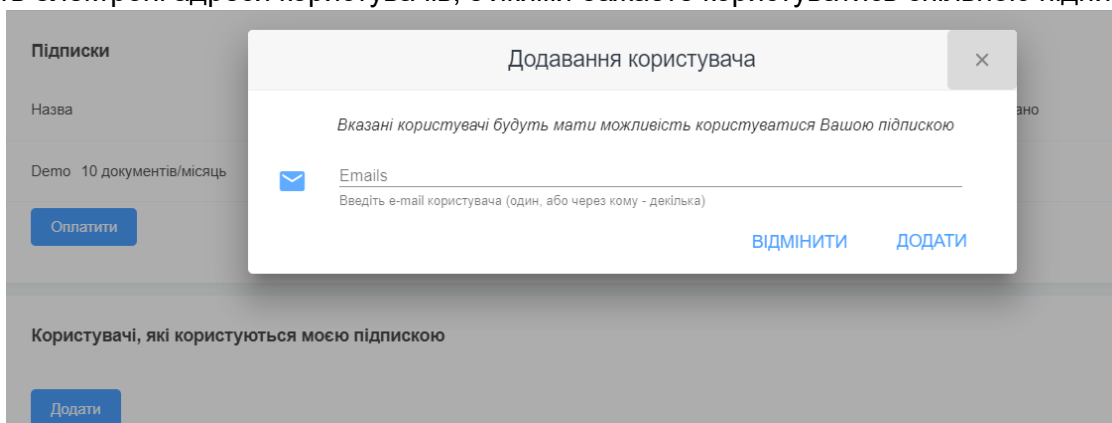 Підписки
Додавання користувача
Назва
Вказані користувачі будуть мати можливість користуватися Вашою підпискою
Demo 10 документів/місяць
Emails
Введіть e-mail користувача (один, або через кому - декілька)
Оплатити
ВІДМІНИТИ ДОДАТИ
Користувачі, які користуються моєю підпискою
Додати